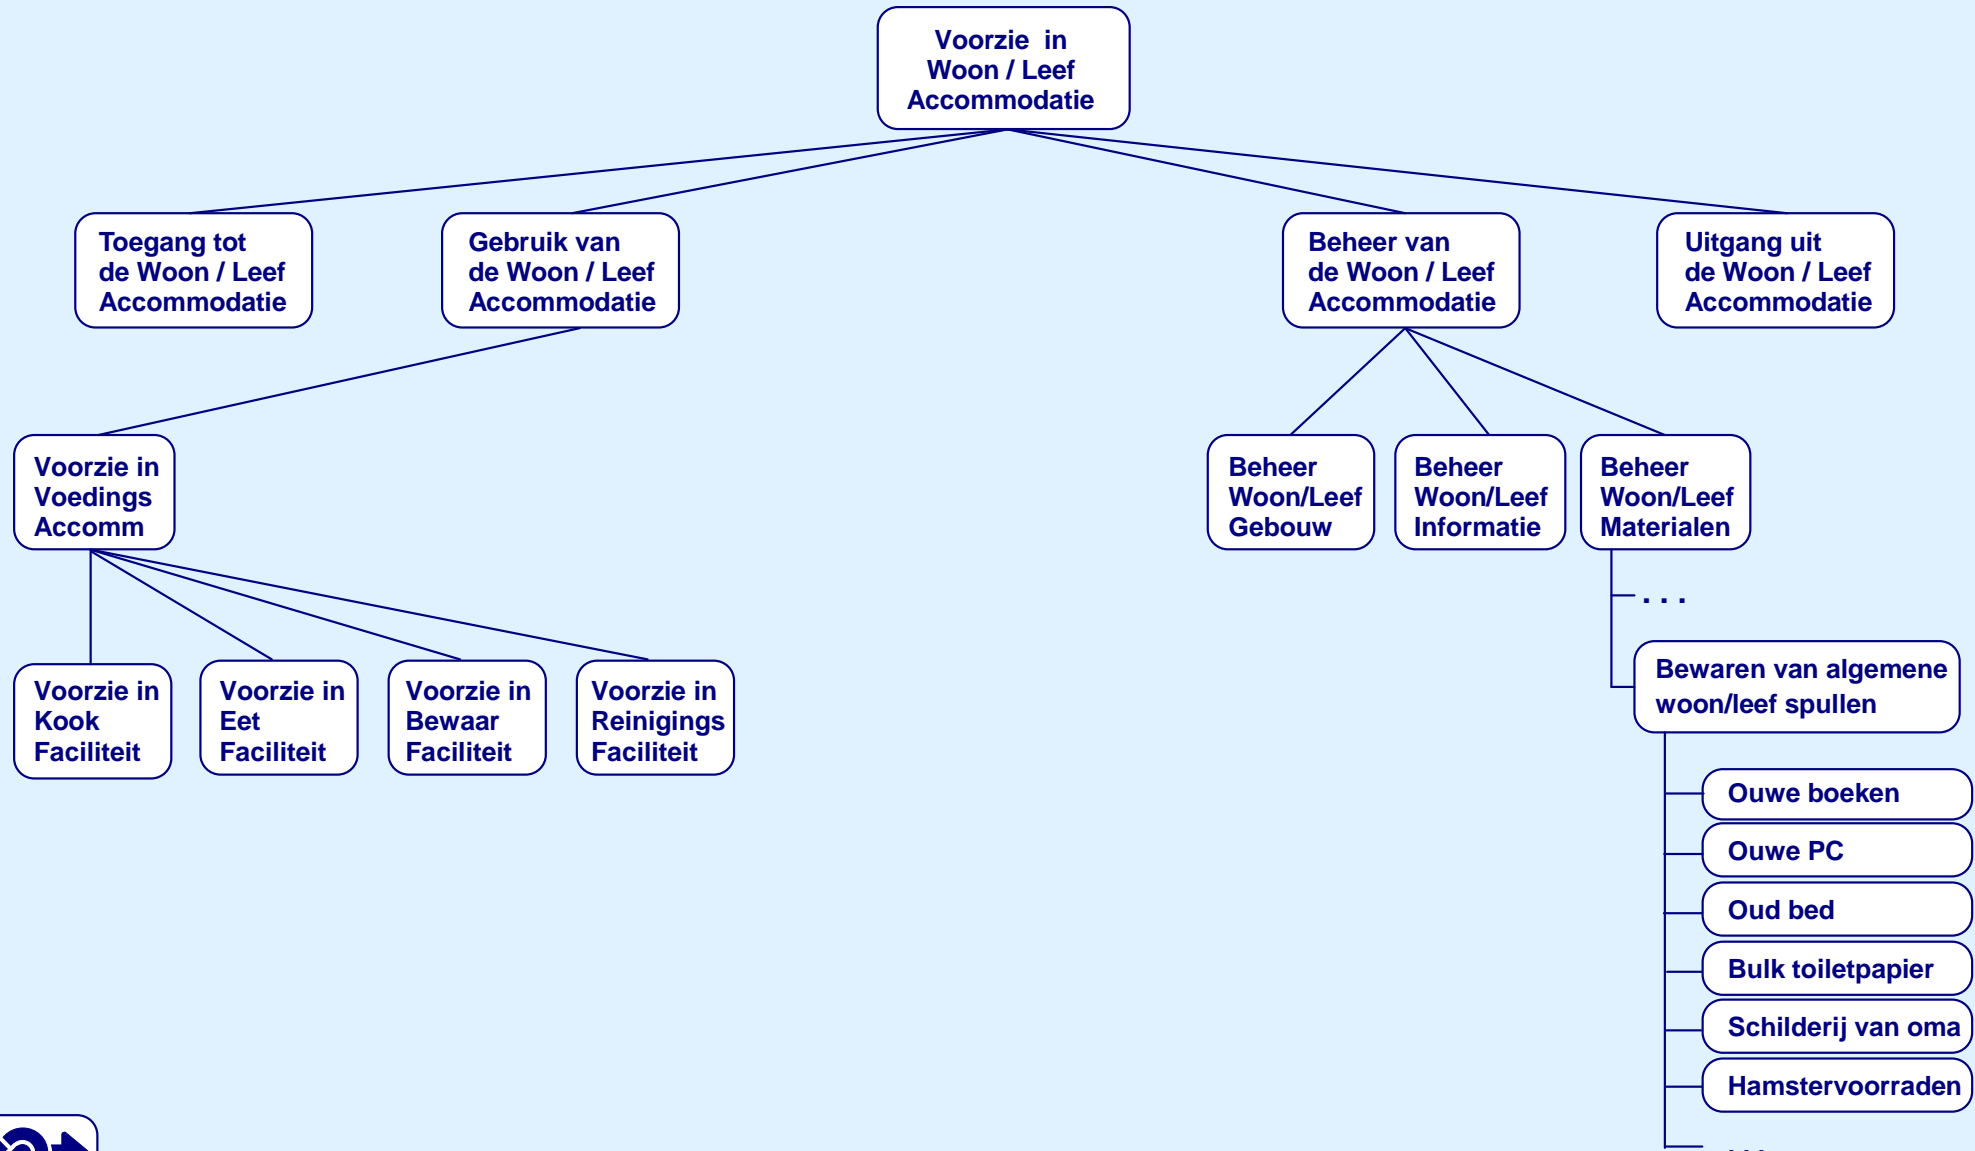 Voorzie in
Woon / Leef
Accommodatie
Toegang tot
de Woon / Leef
Accommodatie
Gebruik van
de Woon / Leef
Accommodatie
Beheer van
de Woon / Leef
Accommodatie
Uitgang uit
de Woon / Leef
Accommodatie
Voorzie in
Voedings
Accomm
Beheer
Woon/Leef
Gebouw
Beheer
Woon/Leef
Informatie
Beheer
Woon/Leef
Materialen
. . .
Voorzie in
Kook
Faciliteit
Voorzie in
Eet
Faciliteit
Voorzie in
Bewaar
Faciliteit
Voorzie in
Reinigings
Faciliteit
Bewaren van algemene
woon/leef spullen
Ouwe boeken
Ouwe PC
Oud bed
Bulk toiletpapier
Schilderij van oma
Hamstervoorraden
. . .